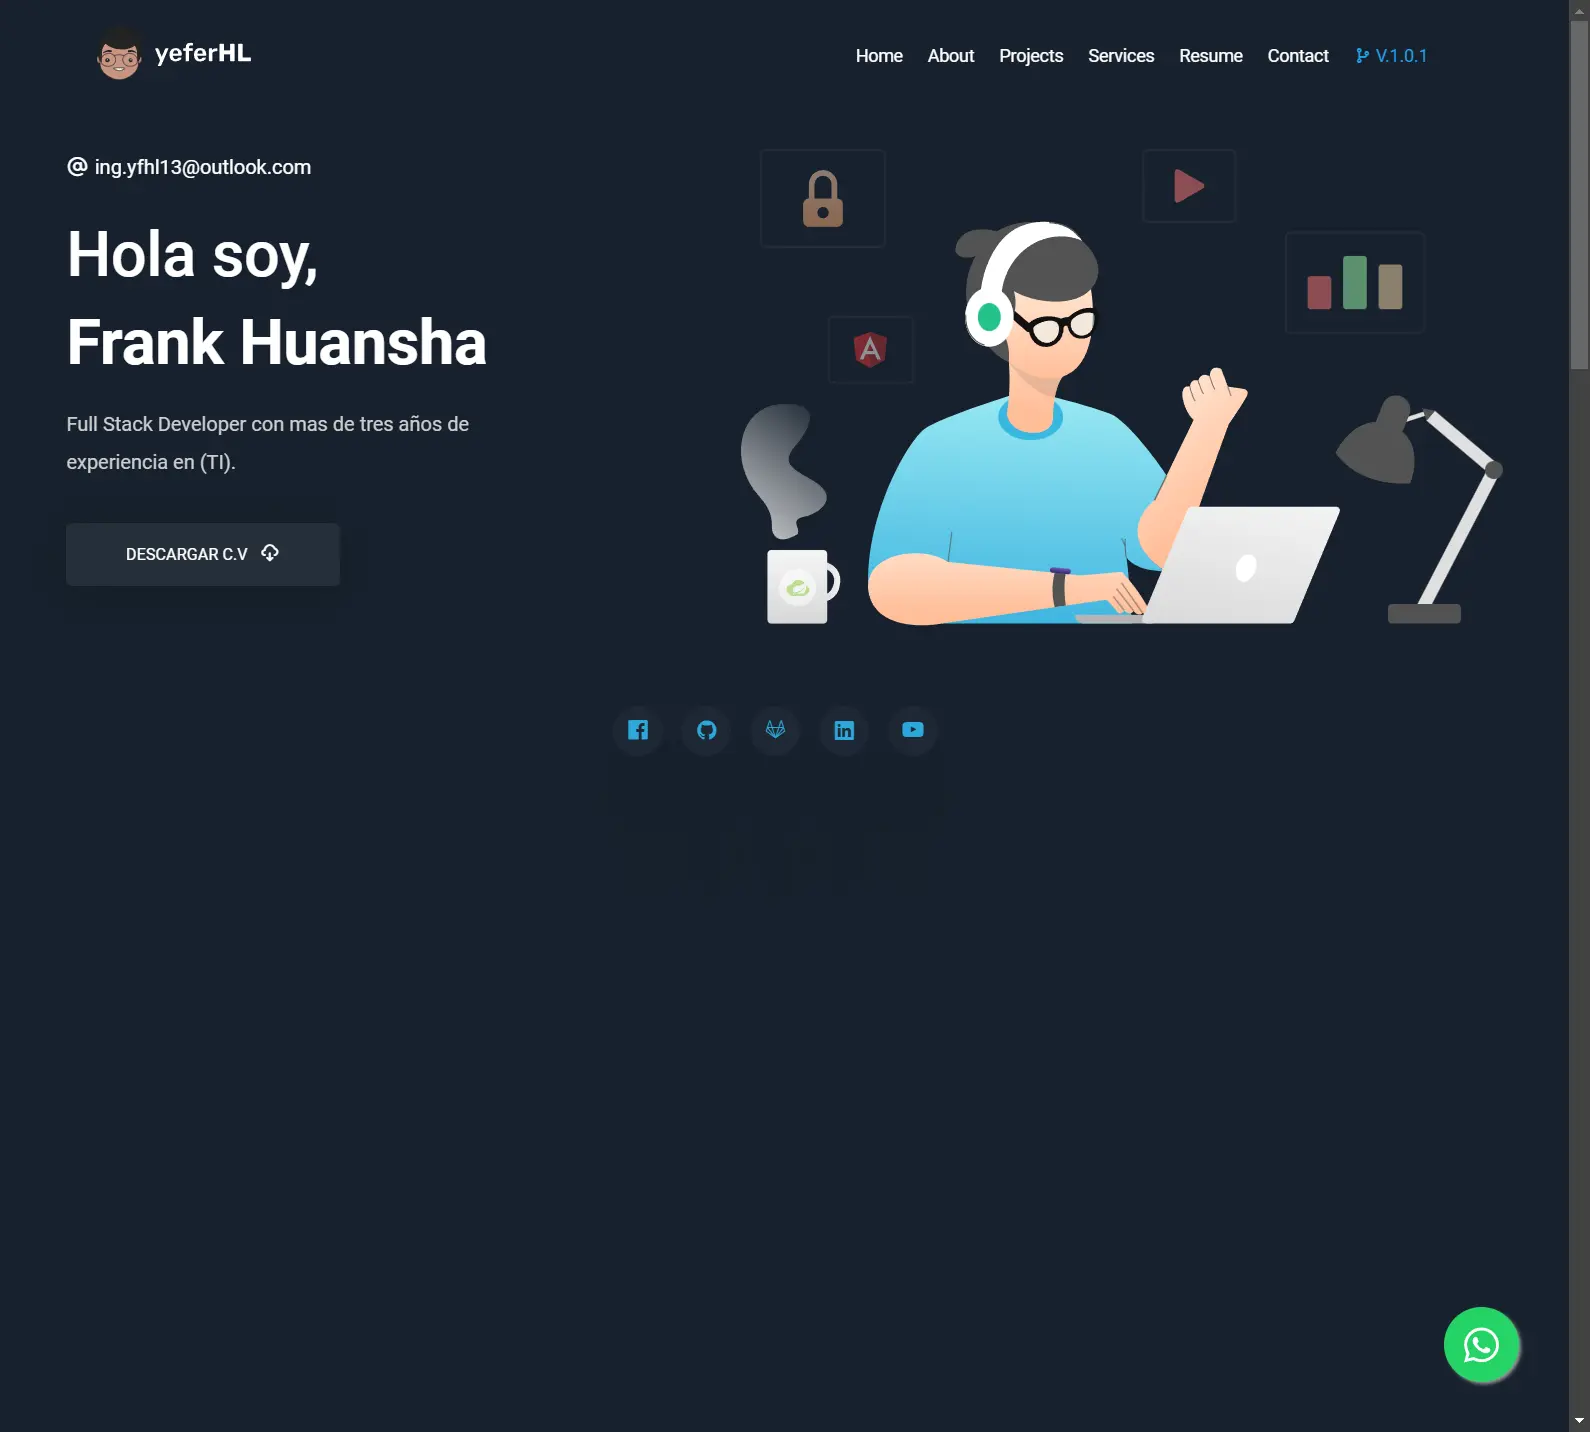 yeferHL
Home About Projects Services Resume Contact V.1.0.1
@ ing.yfhl13@outlook.com
Hola soy,
Frank Huansha
Full Stack Developer con mas de tres años de
experiencia en (TI).
DESCARGAR C.V
A
in